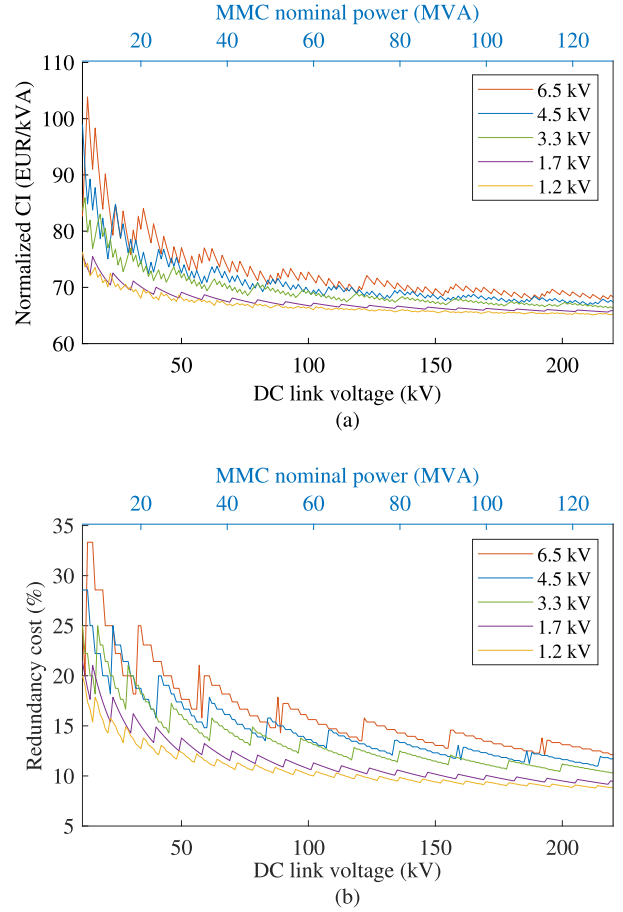 MMC nominal power (MVA)
20 40 60 80 100 120
Normalized CI (EUR/kVA)
110
100
90
80
70
60
6.5 kV
4.5 kV
3.3 kV
1.7 kV
1.2 kV
50 100 150 200
DC link voltage (kV)
(a)
MMC nominal power (MVA)
20 40 60 80 100 120
Redundancy cost (%)
35
30
25
20
15
10
5
6.5 kV
4.5 kV
3.3 kV
1.7 kV
1.2 kV
50 100 150 200
DC link voltage (kV)
(b)